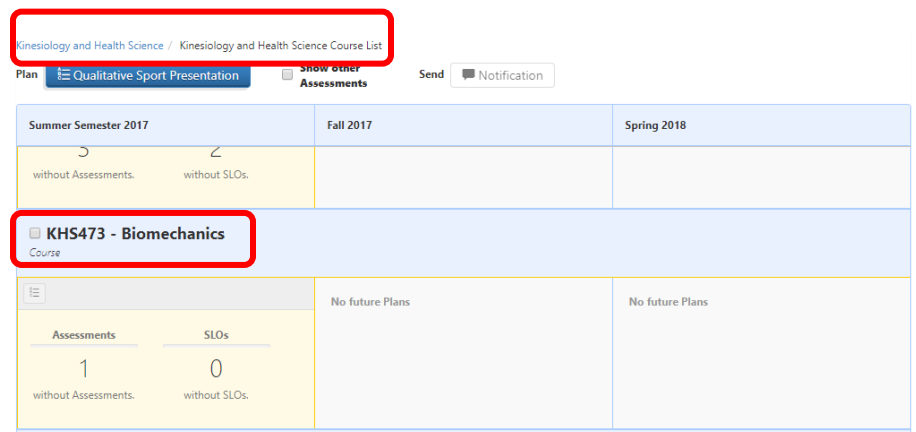 Kinesiology and Health Science / Kinesiology and Health Science Course List
Plan Qualitative Sport Presentation Show other Assessments Send Notification
Summer Semester 2017 Fall 2017 Spring 2018
3 2
without Assessments. without SLOs.
KHS473 - Biomechanics
Course
No future Plans No future Plans
Assessments SLOs
1 0
without Assessments. without SLOs.